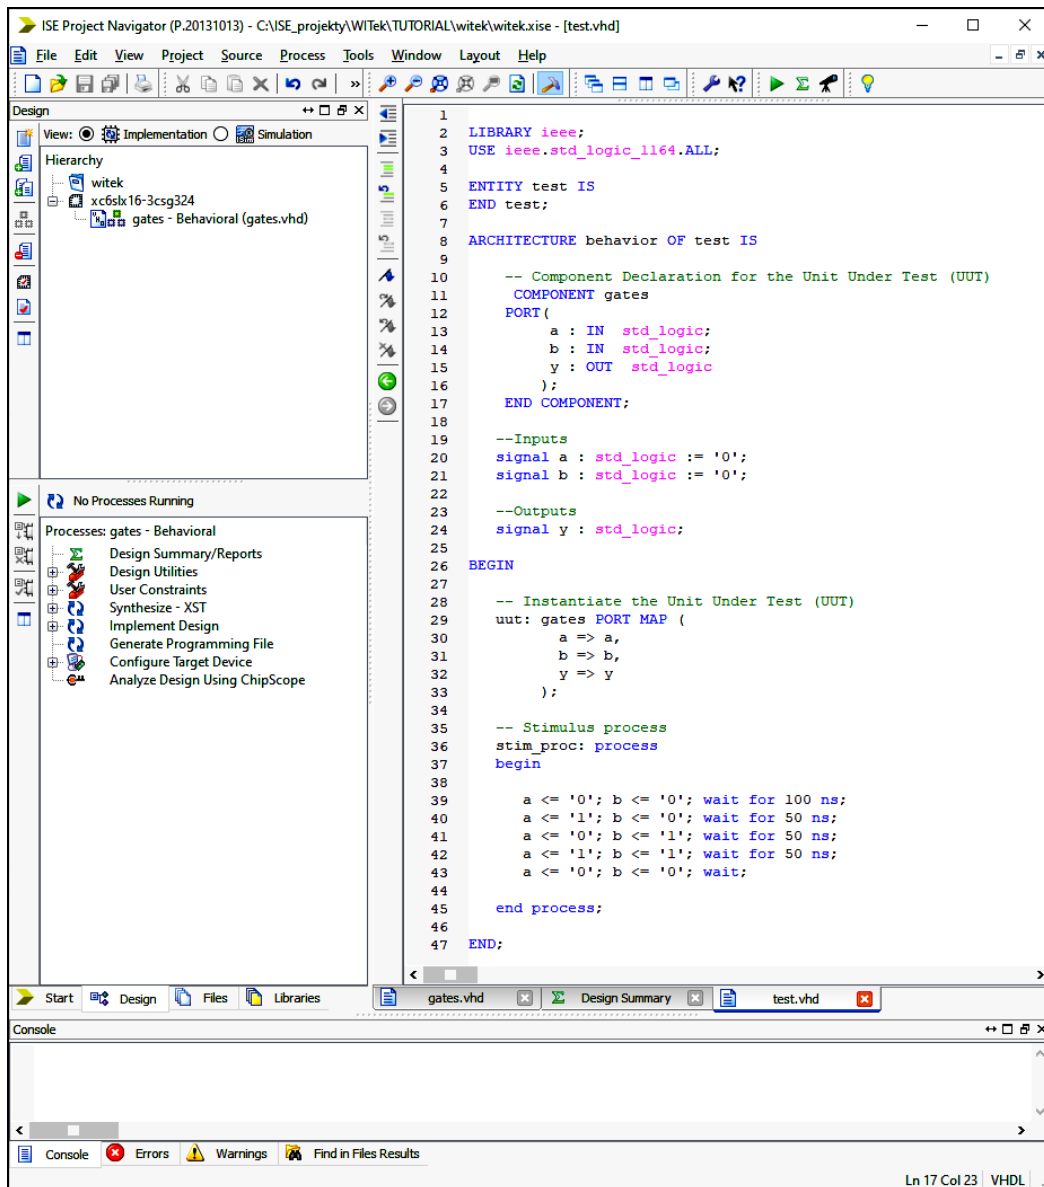 ISE Project Navigator (P.20131013) - C:\ISE_projekty\WITek\TUTORIAL\witek\witek.xise - [test.vhd]
File Edit View Project Source Process Tools Window Layout Help
Design
View: Implementation Simulation
Hierarchy
witek
xc6slx16-3csg324
gates - Behavioral (gates.vhd)
No Processes Running
Processes: gates - Behavioral
Design Summary/Reports
Design Utilities
User Constraints
Synthesize - XST
Implement Design
Generate Programming File
Configure Target Device
Analyze Design Using ChipScope
Start Design Files Libraries
1
2 LIBRARY ieee;
3 USE ieee.std_logic_1164.ALL;
4
5 ENTITY test IS
6 END test;
7
8 ARCHITECTURE behavior OF test IS
9
10 -- Component Declaration for the Unit Under Test (UUT)
11 COMPONENT gates
12 PORT(
13 a : IN std_logic;
14 b : IN std_logic;
15 y : OUT std_logic
16 );
17 END COMPONENT;
18
19 --Inputs
20 signal a : std_logic := '0';
21 signal b : std_logic := '0';
22
23 --Outputs
24 signal y : std_logic;
25
26 BEGIN
27
28 -- Instantiate the Unit Under Test (UUT)
29 uut: gates PORT MAP (
30 a => a,
31 b => b,
32 y => y
33 );
34
35 -- Stimulus process
36 stim_proc: process
37 begin
38
39 a <= '0'; b <= '0'; wait for 100 ns;
40 a <= '1'; b <= '0'; wait for 50 ns;
41 a <= '0'; b <= '1'; wait for 50 ns;
42 a <= '1'; b <= '1'; wait for 50 ns;
43 a <= '0'; b <= '0'; wait;
44
45 end process;
46
47 END;
gates.vhd Design Summary test.vhd
Console
Console Errors Warnings Find in Files Results
Ln 17 Col 23 VHDL